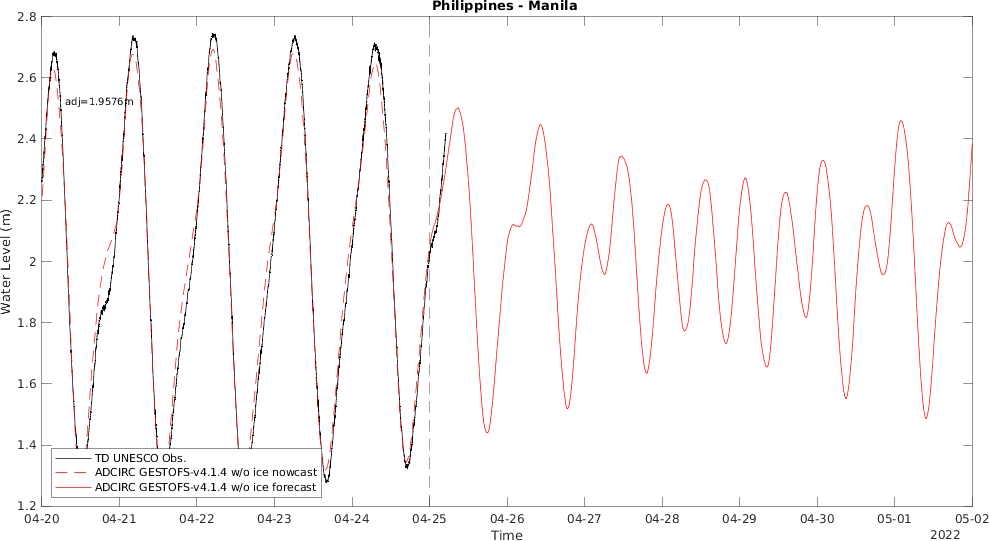 Philippines - Manila
2.8
2.6
2.4
2.2
2
1.8
1.6
1.4
1.2
Water Level (m)
adj=1.9576m
TD UNESCO Obs.
ADCIRC GESTOFS-v4.1.4 w/o ice nowcast
ADCIRC GESTOFS-v4.1.4 w/o ice forecast
04-20 04-21 04-22 04-23 04-24 04-25 04-26 04-27 04-28 04-29 04-30 05-01 05-02
Time
2022